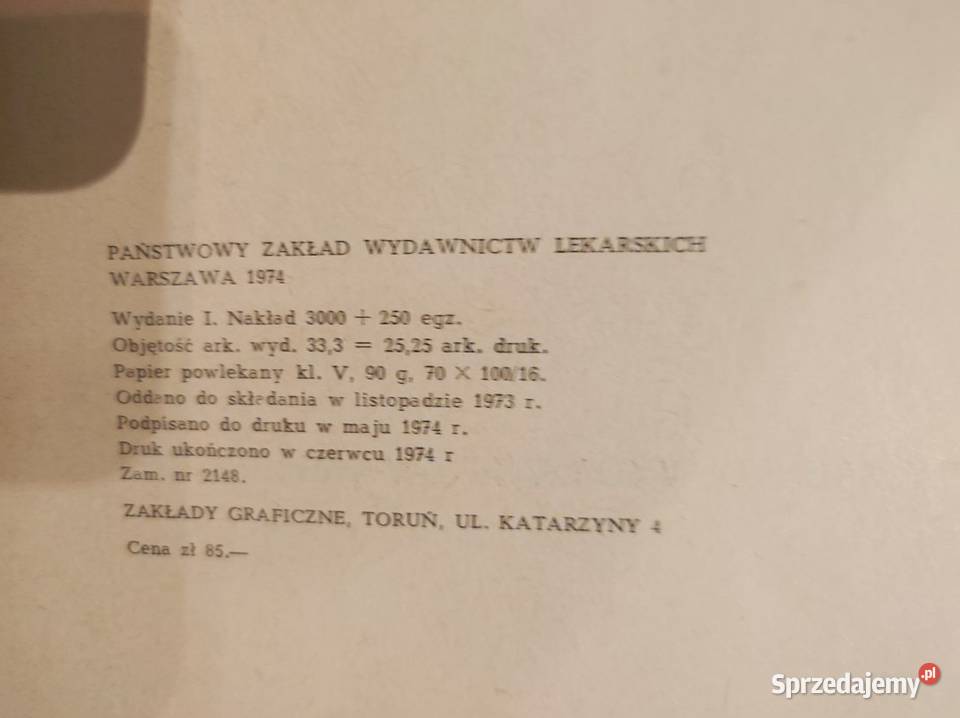 PAŃSTWOWY ZAKŁAD WYDAWNICTW LEKARSKICH
WARSZAWA 1974
Wydanie I. Nakład 3000 + 250 egz.
Objętość ark. wyd. 33,3 = 25,25 ark. druk.
Papier powlekany kl. V, 90 g, 70 × 100/16.
Oddano do składania w listopadzie 1973 r.
Podpisano do druku w maju 1974 r.
Druk ukończono w czerwcu 1974 r
Zam. nr 2148.
ZAKŁADY GRAFICZNE, TORUŃ, UL. KATARZYNY 4
Cena zł 85.—
Sprzedajemy.pl